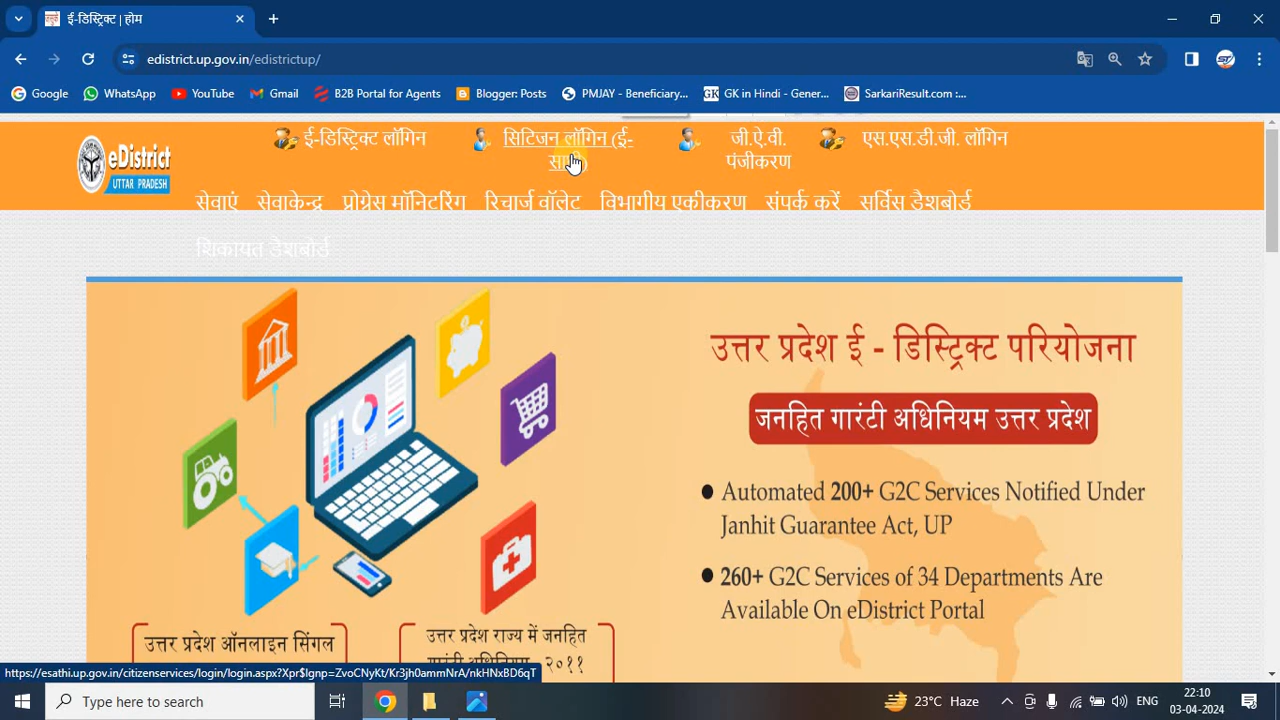 ई-डिस्ट्रिक्ट | होम
edistrict.up.gov.in/edistrictup/
Google WhatsApp YouTube Gmail B2B Portal for Agents Blogger: Posts PMJAY - Beneficiary... GK GK in Hindi - Gener... SarkariResult.com :...
ई-डिस्ट्रिक्ट लॉगिन सिटिजन लॉगिन (ई-
जी.ऐ.वी.
पंजीकरण
एस.एस.डी.जी. लॉगिन
eDistrict
UTTAR PRADESH
सेवाएं सेवाकेन्द्र प्रोग्रेस मॉनिटरिंग रिचार्ज वॉलेट विभागीय एकीकरण संपर्क करें सर्विस डैशबोर्ड
शिकायत डैशबोर्ड
उत्तर प्रदेश ई - डिस्ट्रिक्ट परियोजना
जनहित गारंटी अधिनियम उत्तर प्रदेश
● Automated 200+ G2C Services Notified Under
Janhit Guarantee Act, UP
● 260+ G2C Services of 34 Departments Are
Available On eDistrict Portal
उत्तर प्रदेश ऑनलाइन सिंगल
उत्तर प्रदेश राज्य में जनहित
गारंटी अधिनियम - २०११
https://esathi.up.gov.in/citizenservices/login/login.aspx?Xpr$Ignp=ZvoCNyKt/Kr3jh0ammNrA/nkHNxBD6qT
Type here to search
23°C Haze
ENG
22:10
03-04-2024